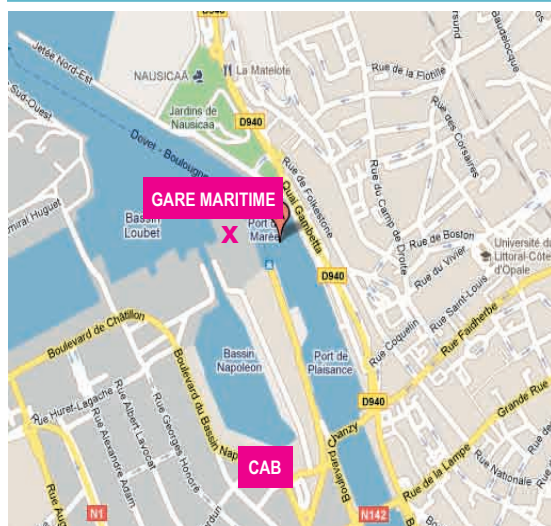 D940
Jetée Nord-Est
Baudelocque
La Matelote
NAUSICAA
Rue de la Flotille
Jardins de
Nausicaa
D940
Rue des Corsaires
Sud-Ouest
Rue de Folkestone
Quai Gambetta
Rue du Camp de Droite
GARE MARITIME
X
Bassin
Loubet
Port de
Marée
Rue de Boston
Université du
Littoral-Côte
d'Opale
Rue du Vivier
D940
Rue Saint-Louis
Rue Faidherbe
Rue Coquelin
Boulevard de Châtillon
Bassin
Napoléon
Port de
Plaisance
Rue Huret-Lagache
Rue Albert Lavocat
Rue Georges Honoré
Rue Alexandre Adam
Boulevard du Bassin
D940
Grande Rue
Chanzy
Boulevard
CAB
Rue de la Lampe
Rue Nationale
N1
N142